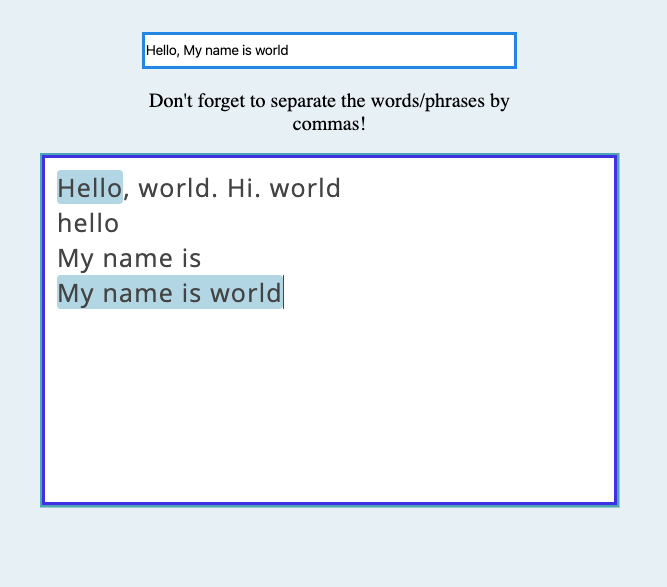 Hello, My name is world
Don't forget to separate the words/phrases by
commas!
Hello, world. Hi. world
hello
My name is
My name is world